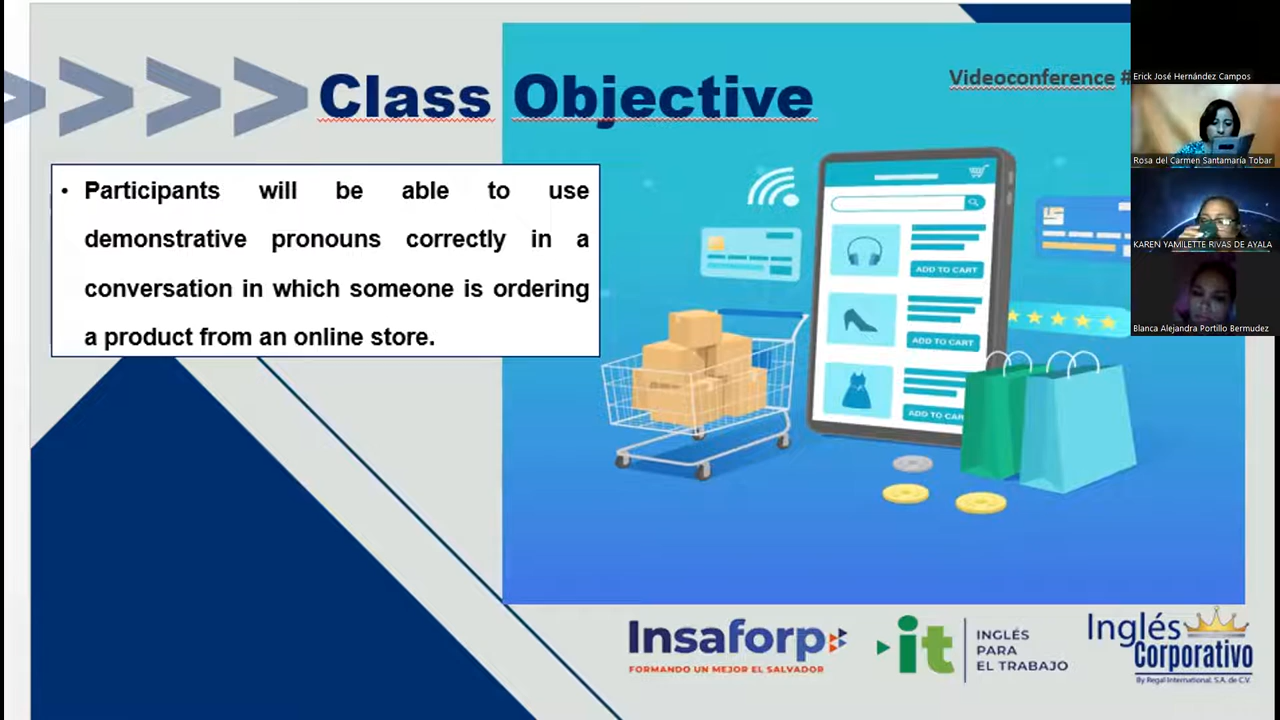 Class Objective
Videoconference #
• Participants will be able to use
demonstrative pronouns correctly in a
conversation in which someone is ordering
a product from an online store.
ADD TO CART
ADD TO CART
ADD TO CART
Erick José Hernández Campos
Rosa del Carmen Santamaría Tobar
KAREN YAMILETTE RIVAS DE AYALA
Blanca Alejandra Portillo Bermudez
Insaforp
FORMANDO UN MEJOR EL SALVADOR
it
INGLÉS
PARA
EL TRABAJO
Inglés
Corporativo
By Regal International, S.A. de C.V.